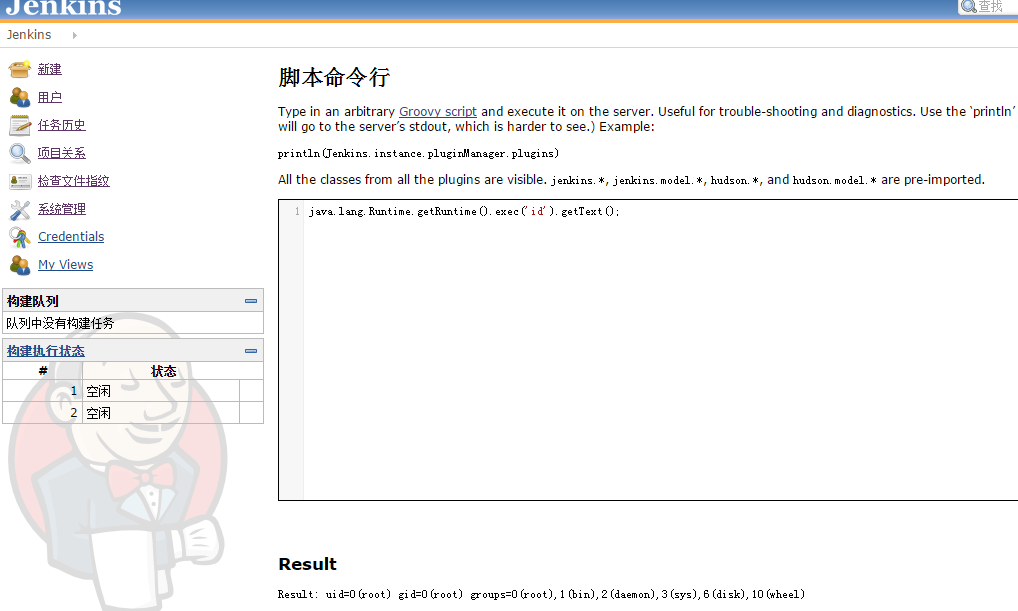 Jenkins
查找
Jenkins
新建
用户
任务历史
项目关系
检查文件指纹
系统管理
Credentials
My Views
构建队列
队列中没有构建任务
构建执行状态
# 状态
1 空闲
2 空闲
脚本命令行
Type in an arbitrary Groovy script and execute it on the server. Useful for trouble-shooting and diagnostics. Use the 'println'
will go to the server's stdout, which is harder to see.) Example:
println(Jenkins.instance.pluginManager.plugins)
All the classes from all the plugins are visible. jenkins.*, jenkins.model.*, hudson.*, and hudson.model.* are pre-imported.
1 java.lang.Runtime.getRuntime().exec('id').getText();
Result
Result: uid=0(root) gid=0(root) groups=0(root),1(bin),2(daemon),3(sys),6(disk),10(wheel)